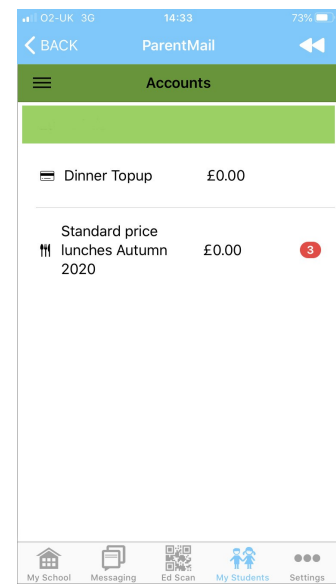 O2-UK 3G 14:33 73%
BACK ParentMail
Accounts
Dinner Topup £0.00
Standard price
lunches Autumn £0.00 3
2020
My School Messaging Ed Scan My Students Settings